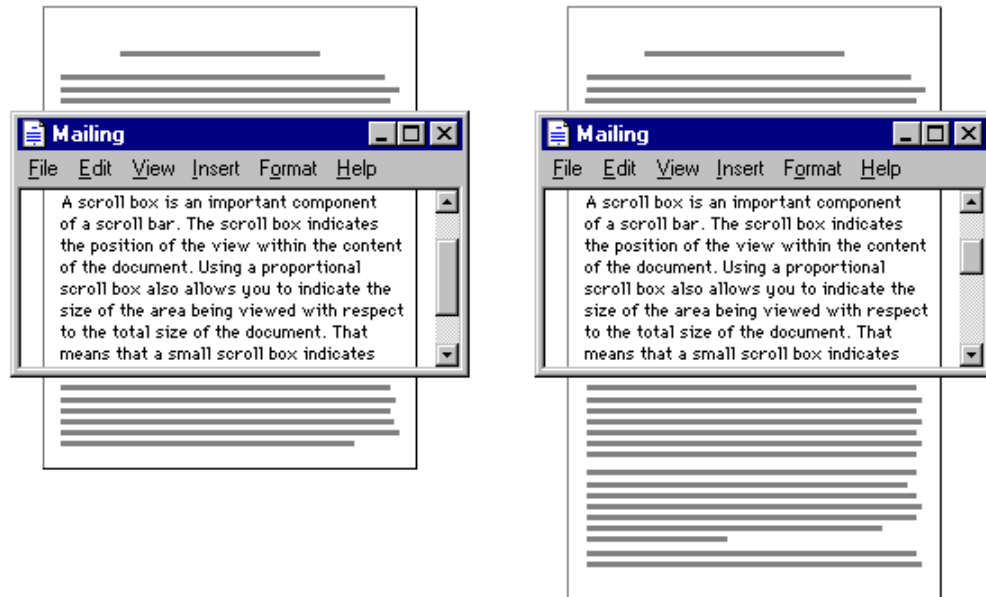 Mailing
File Edit View Insert Format Help
A scroll box is an important component
of a scroll bar. The scroll box indicates
the position of the view within the content
of the document. Using a proportional
scroll box also allows you to indicate the
size of the area being viewed with respect
to the total size of the document. That
means that a small scroll box indicates
Mailing
File Edit View Insert Format Help
A scroll box is an important component
of a scroll bar. The scroll box indicates
the position of the view within the content
of the document. Using a proportional
scroll box also allows you to indicate the
size of the area being viewed with respect
to the total size of the document. That
means that a small scroll box indicates